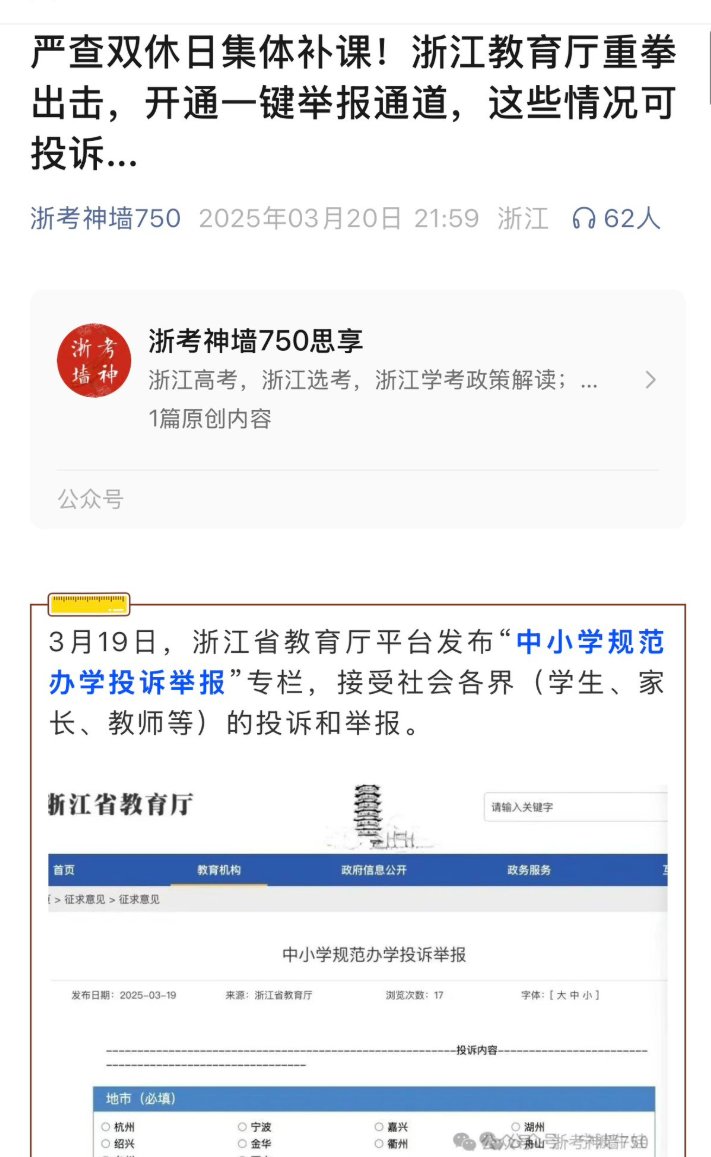 严查双休日集体补课！浙江教育厅重拳
出击，开通一键举报通道，这些情况可
投诉...
浙考神墙750 2025年03月20日 21:59 浙江 62人
浙考
墙神
浙考神墙750思享
浙江高考，浙江选考，浙江学考政策解读；...
1篇原创内容
公众号
3月19日，浙江省教育厅平台发布“中小学规范
办学投诉举报”专栏，接受社会各界（学生、家
长、教师等）的投诉和举报。
浙江省教育厅
请输入关键字
首页 教育机构 政府信息公开 政务服务
> 征求意见 > 征求意见
中小学规范办学投诉举报
发布日期：2025-03-19 来源：浙江省教育厅 浏览次数：17 字体：[ 大 中 小 ]
投诉内容
地市（必填）
杭州 宁波 嘉兴 湖州
绍兴 金华 衢州 舟山